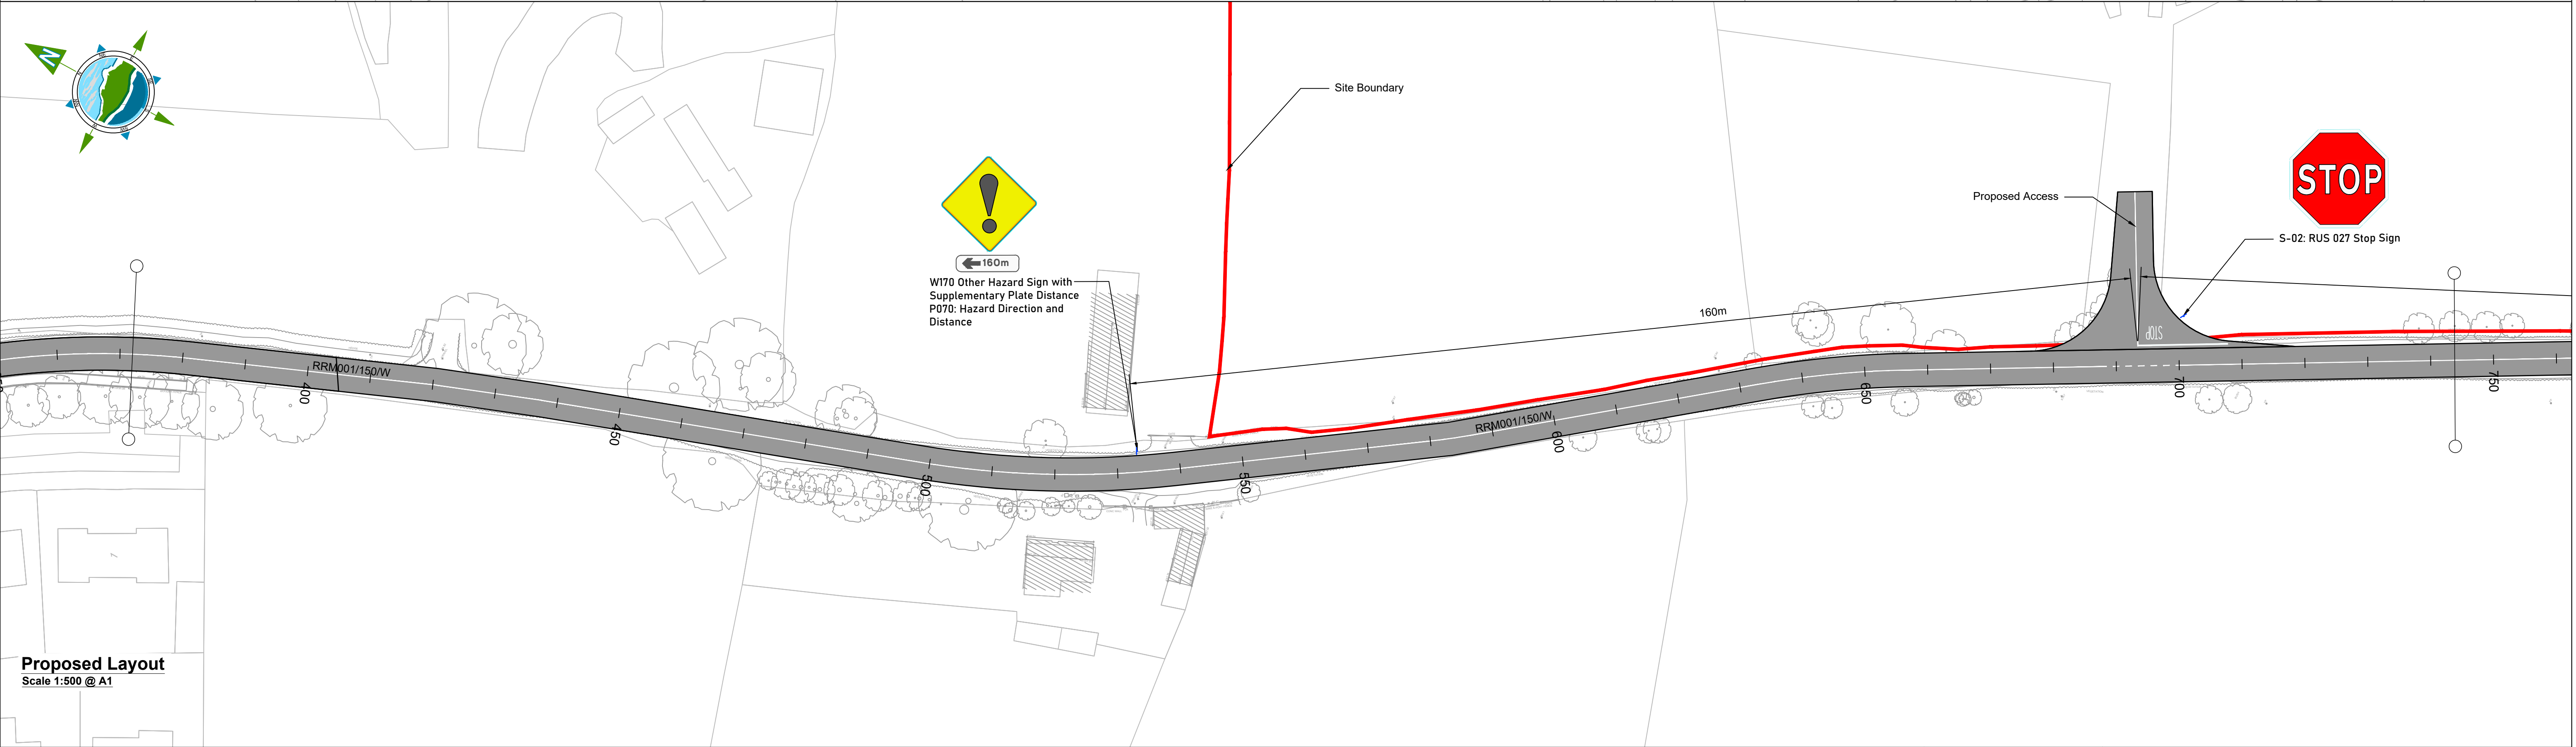 N
Site Boundary
160m
W170 Other Hazard Sign with
Supplementary Plate Distance
P070: Hazard Direction and
Distance
160m
Proposed Access
STOP
S-02: RUS 027 Stop Sign
STOP
RRM001/150/W
RRM001/150/W
400
450
500
550
600
650
700
750
Proposed Layout
Scale 1:500 @ A1